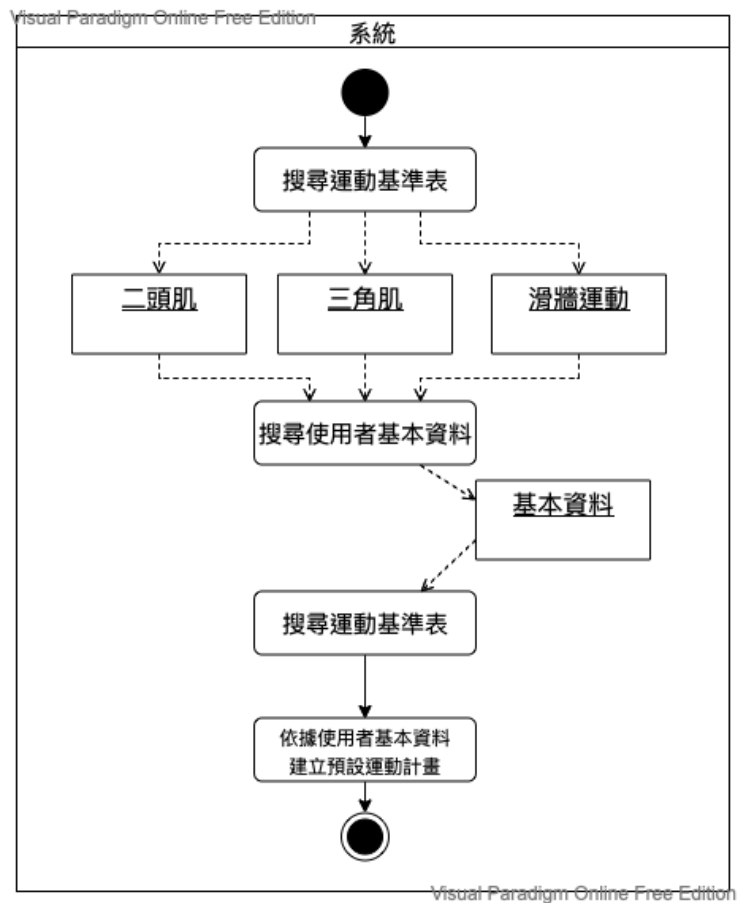 Visual Paradigm Online Free Edition
系統
搜尋運動基準表
二頭肌
三角肌
滑牆運動
搜尋使用者基本資料
基本資料
搜尋運動基準表
依據使用者基本資料
建立預設運動計畫
Visual Paradigm Online Free Edition